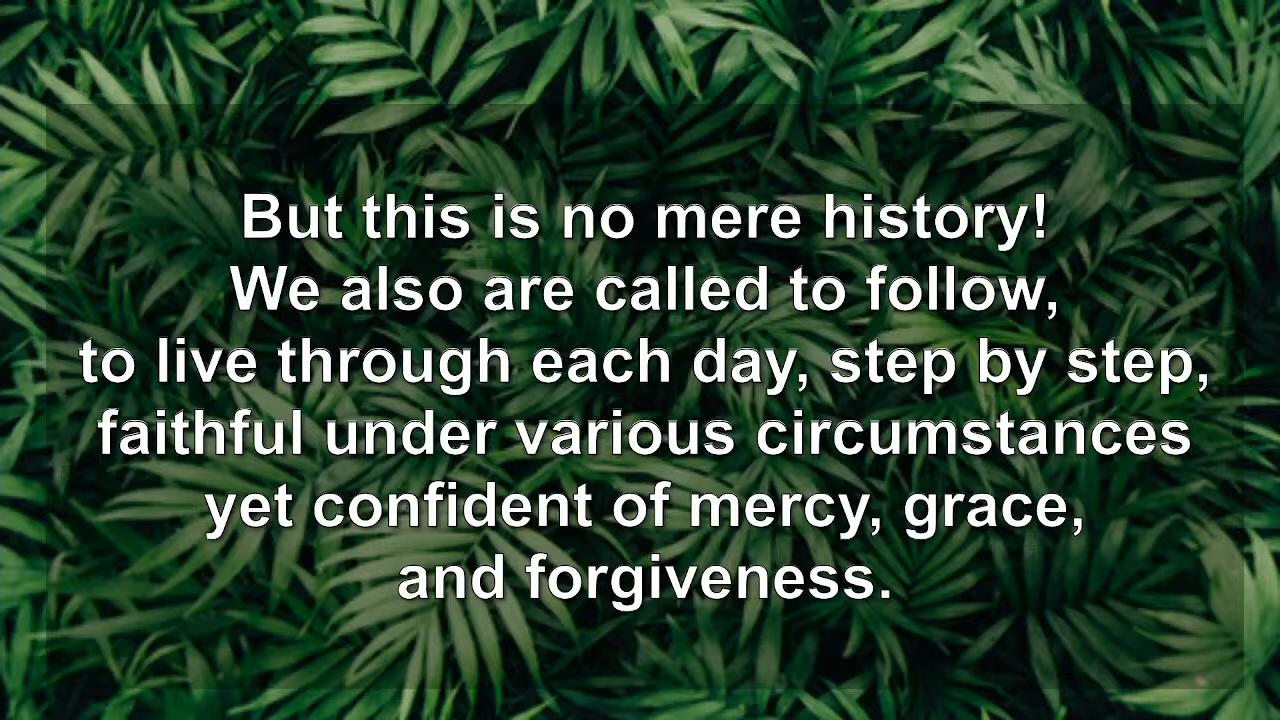 But this is no mere history!
We also are called to follow,
to live through each day, step by step,
faithful under various circumstances
yet confident of mercy, grace,
and forgiveness.